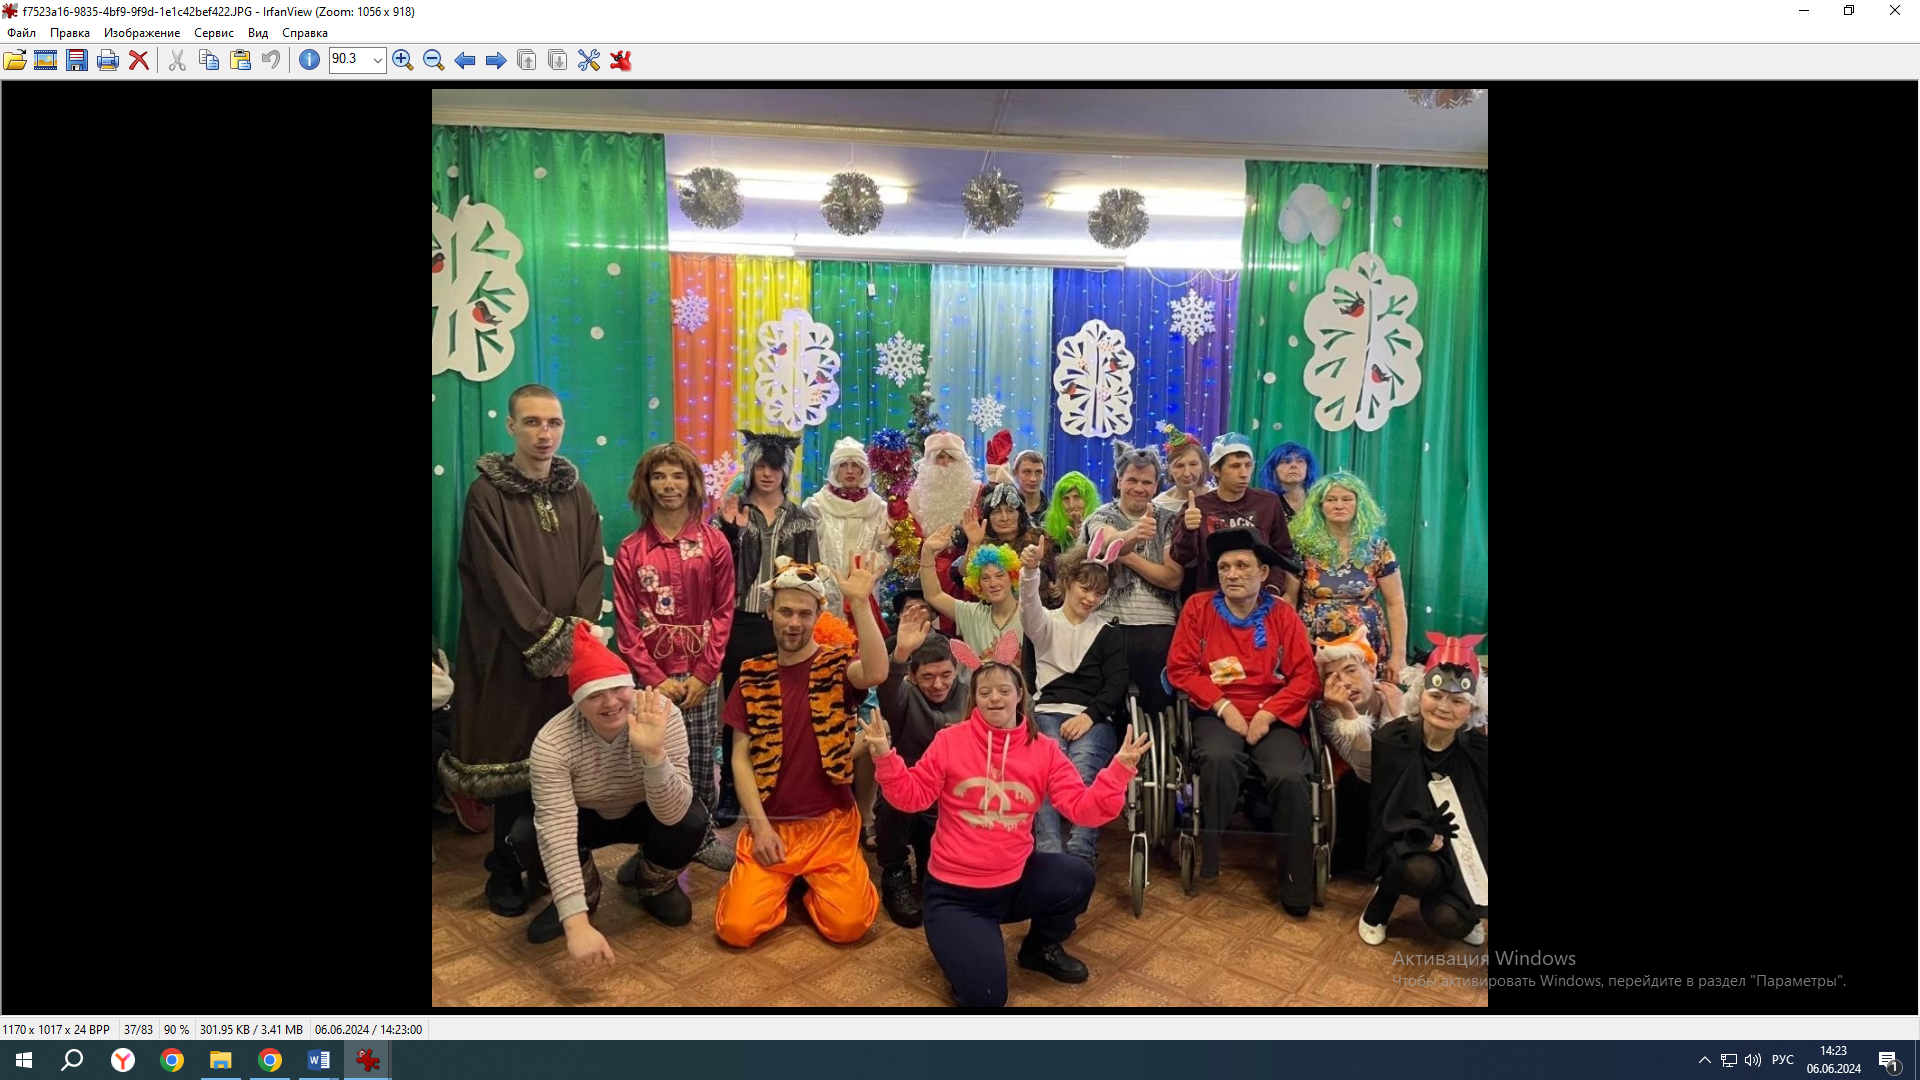 f7523a16-9835-4bf9-9f9d-1e1c42bef422.JPG - IrfanView (Zoom: 1056 x 918)
Файл Правка Изображение Сервис Вид Справка
90.3
BLACK
Активация Windows
Чтобы активировать Windows, перейдите в раздел "Параметры".
1170 x 1017 x 24 BPP 37/83 90 % 301.95 KB / 3.41 MB 06.06.2024 / 14:23:00
РУС
14:23
06.06.2024
1